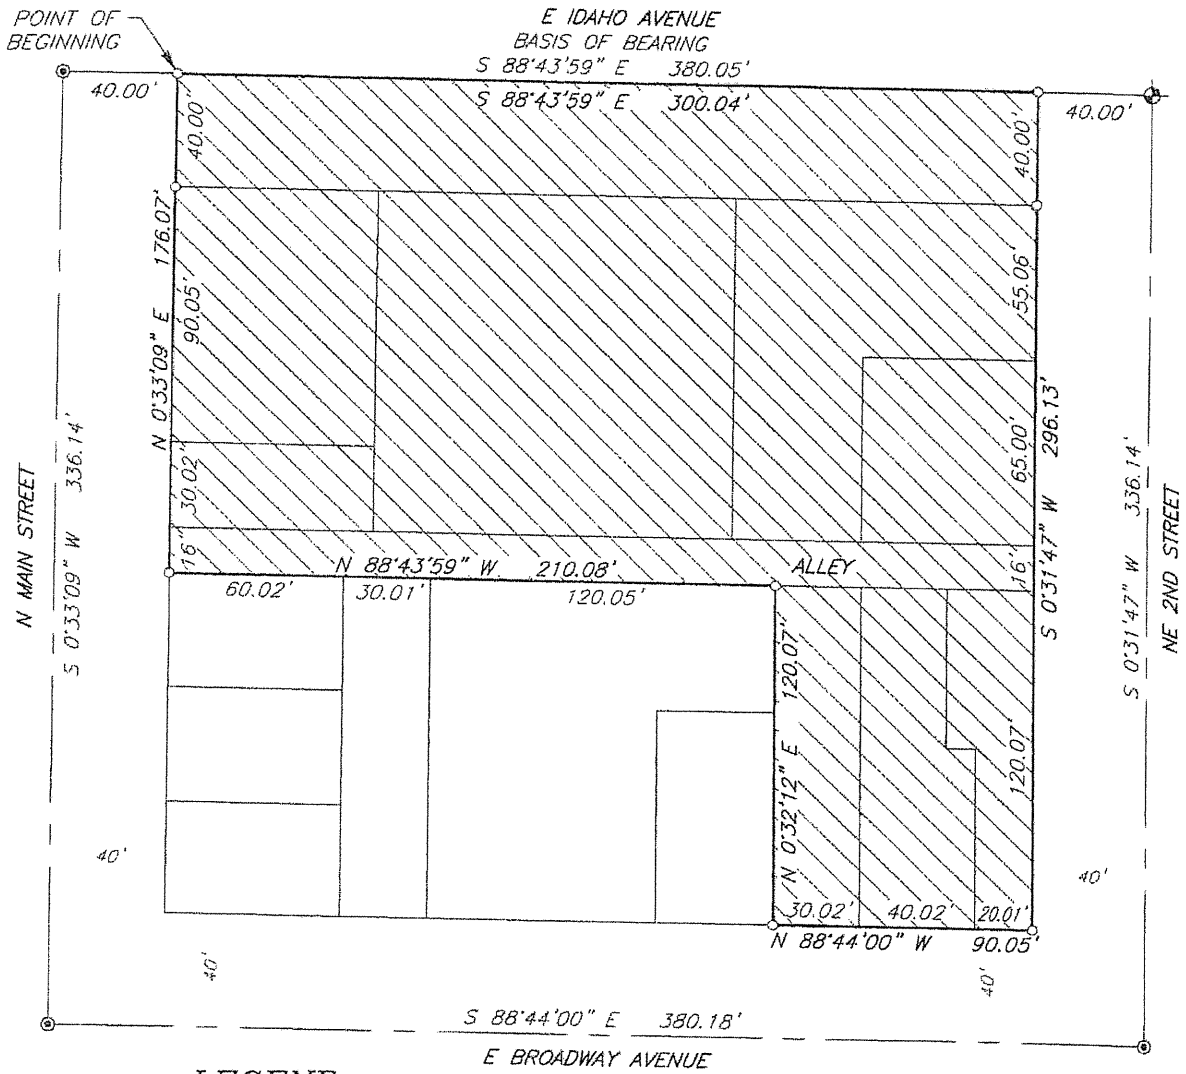 POINT OF
BEGINNING
E IDAHO AVENUE
BASIS OF BEARING
S 88°43'59" E 380.05'
S 88°43'59" E 300.04'
40.00'
40.00'
40.00'
40.00'
N 0°33'09" E 176.07'
90.05'
30.02'
16"
55.06'
65.00'
16'
S 0°31'47" W 296.13'
N MAIN STREET
S 0°33'09" W 336.14'
S 0°31'47" W 336.14'
NE 2ND STREET
N 88°43'59" W 210.08'
ALLEY
60.02'
30.01'
120.05'
N 0°32'12" E 120.07'
120.07'
40'
40'
30.02'
40.02'
20.01'
N 88°44'00" W 90.05'
40'
40'
S 88°44'00" E 380.18'
E BROADWAY AVENUE